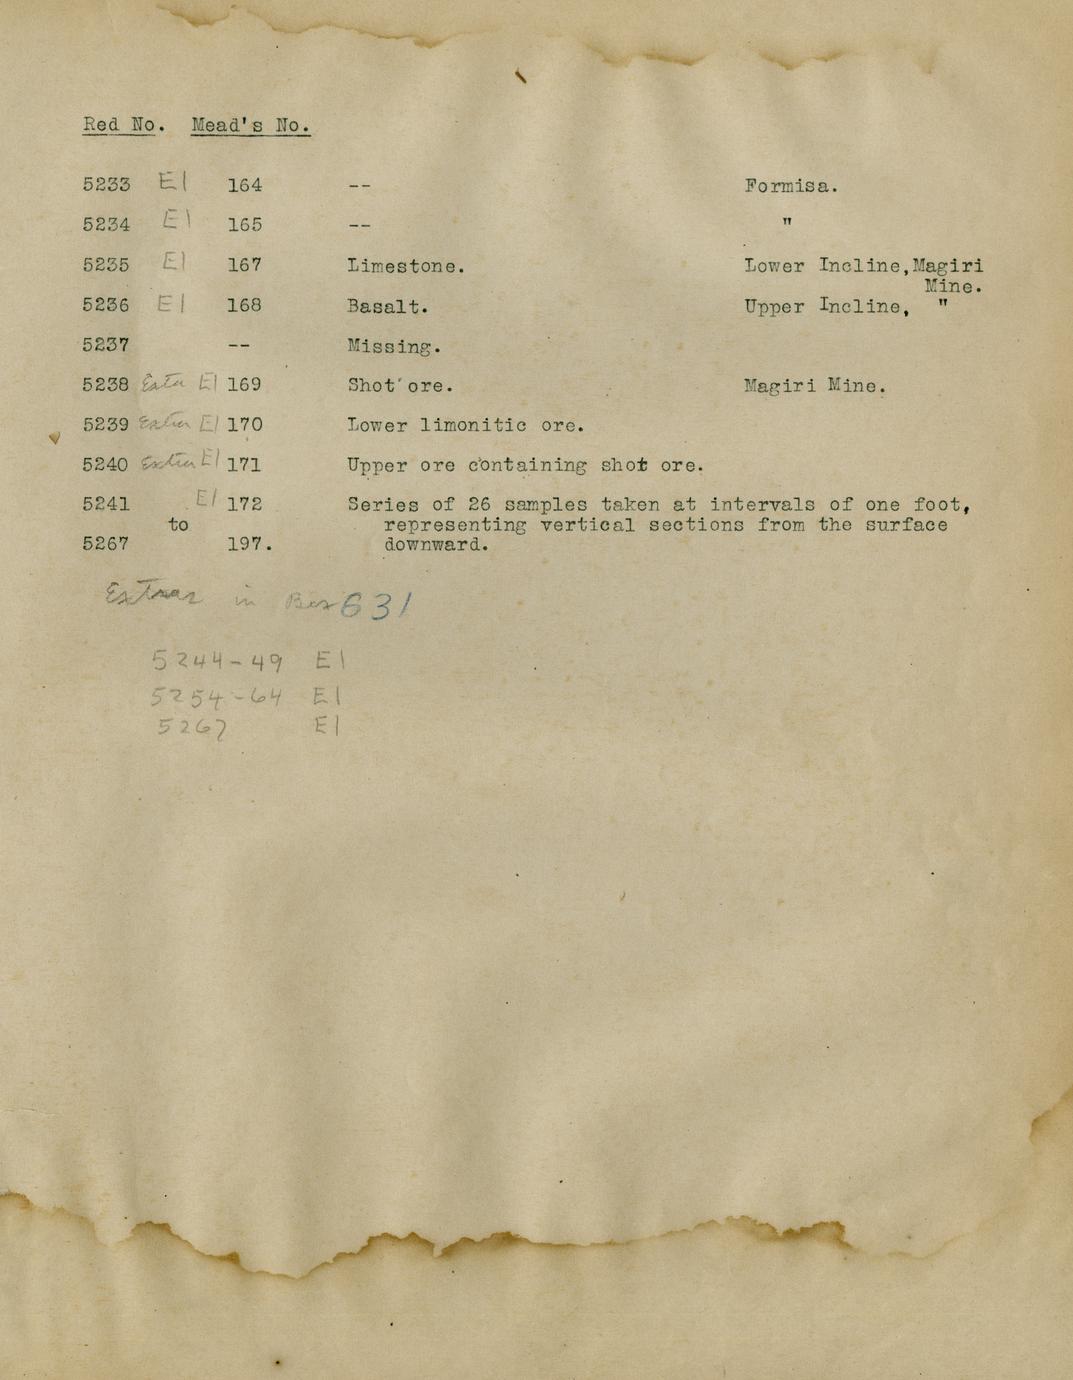 Red No. Mead's No.
5233 E1 164 -- Formisa.
5234 E1 165 -- "
5235 E1 167 Limestone. Lower Incline,Magiri
Mine.
5236 E1 168 Basalt. Upper Incline, "
5237 -- Missing.
5238 Extra E1 169 Shot ore. Magiri Mine.
5239 Extra E1 170 Lower limonitic ore.
5240 Extra E1 171 Upper ore containing shot ore.
5241 E1 172 Series of 26 samples taken at intervals of one foot,
to representing vertical sections from the surface
5267 197. downward.
Extras in Box 631
5244-49 E1
5254-64 E1
5267 E1